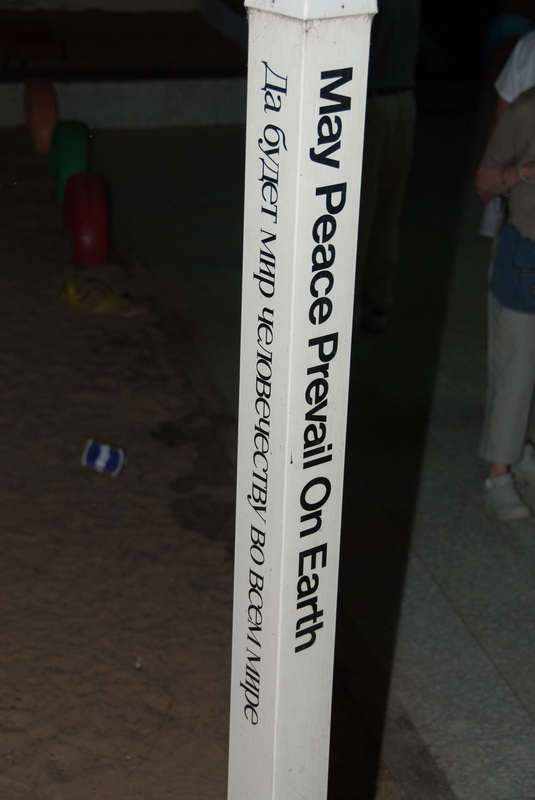 Да будет мир человечеству во всем мире
May Peace Prevail On Earth